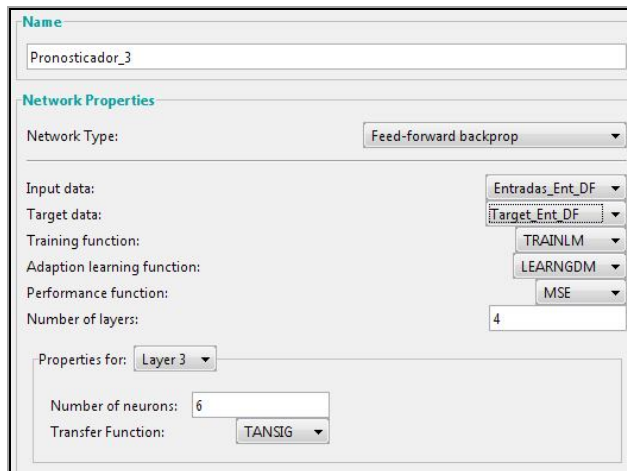 Name
Pronosticador_3
Network Properties
Network Type: Feed-forward backprop
Input data: Entradas_Ent_DF
Target data: Target_Ent_DF
Training function: TRAINLM
Adaption learning function: LEARNGDM
Performance function: MSE
Number of layers: 4
Properties for: Layer 3
Number of neurons: 6
Transfer Function: TANSIG